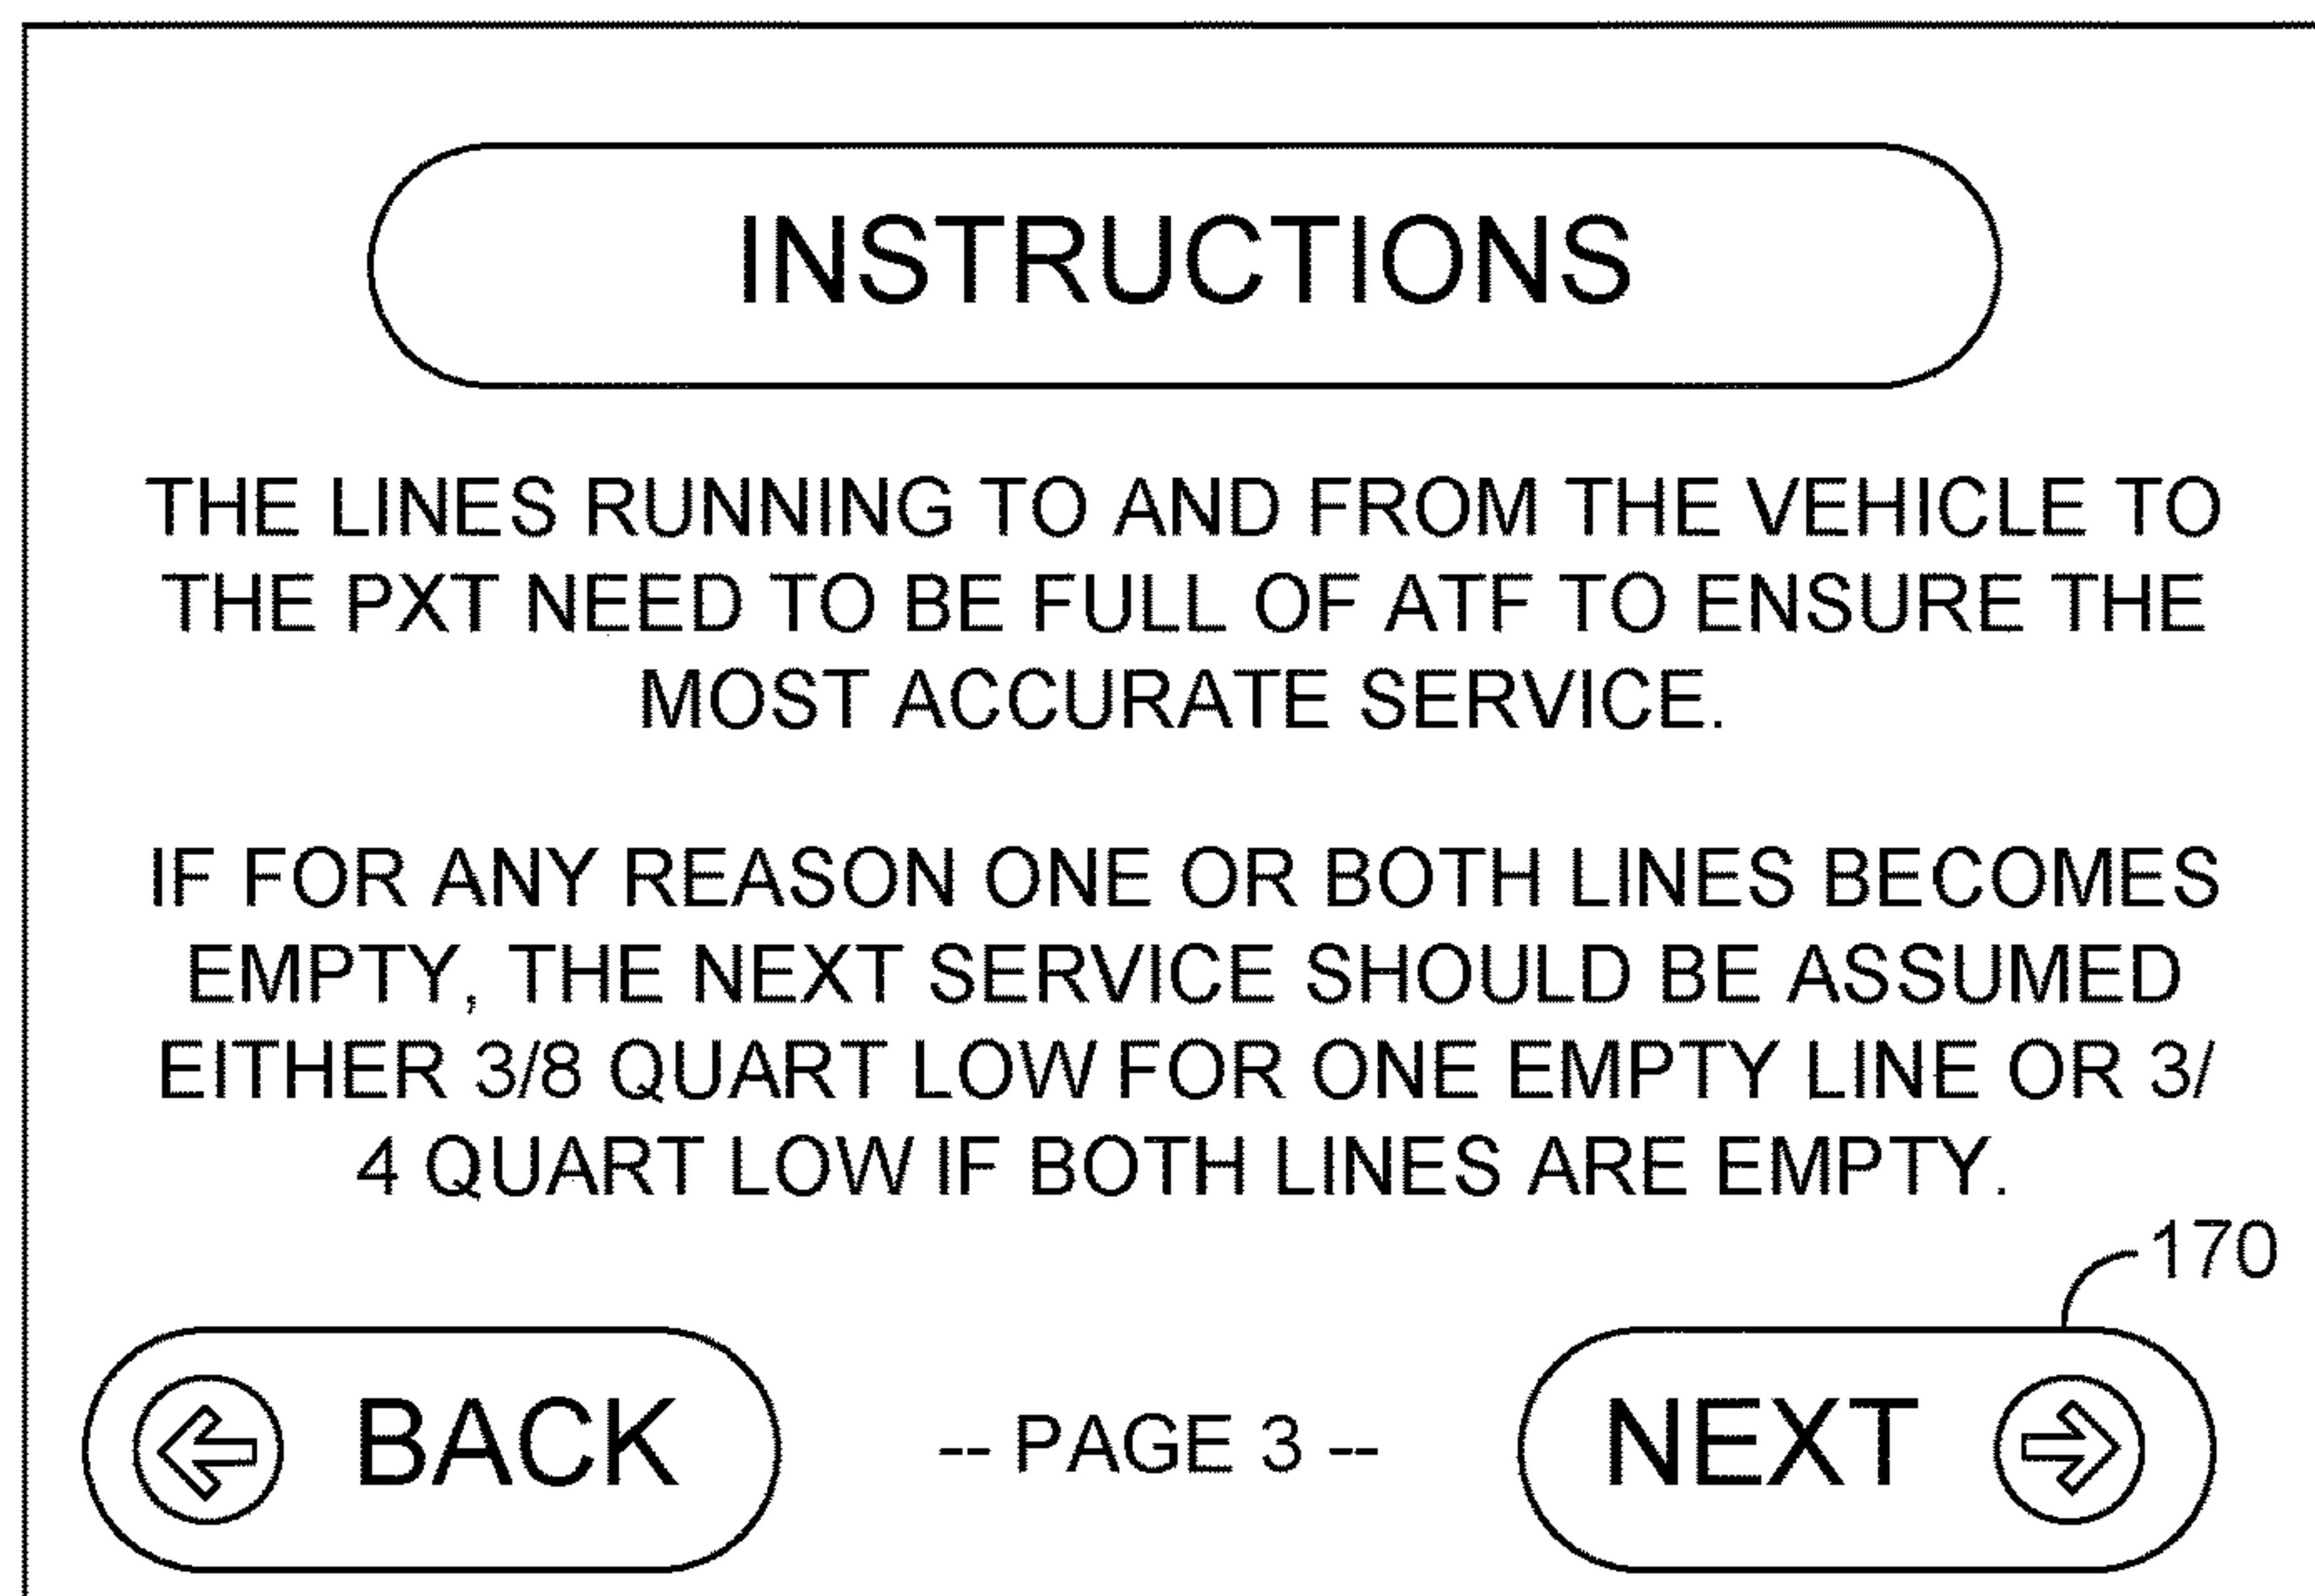 INSTRUCTIONS
THE LINES RUNNING TO AND FROM THE VEHICLE TO
THE PXT NEED TO BE FULL OF ATF TO ENSURE THE
MOST ACCURATE SERVICE.
IF FOR ANY REASON ONE OR BOTH LINES BECOMES
EMPTY, THE NEXT SERVICE SHOULD BE ASSUMED
EITHER 3/8 QUART LOW FOR ONE EMPTY LINE OR 3/
4 QUART LOW IF BOTH LINES ARE EMPTY.
170
BACK -- PAGE 3 -- NEXT